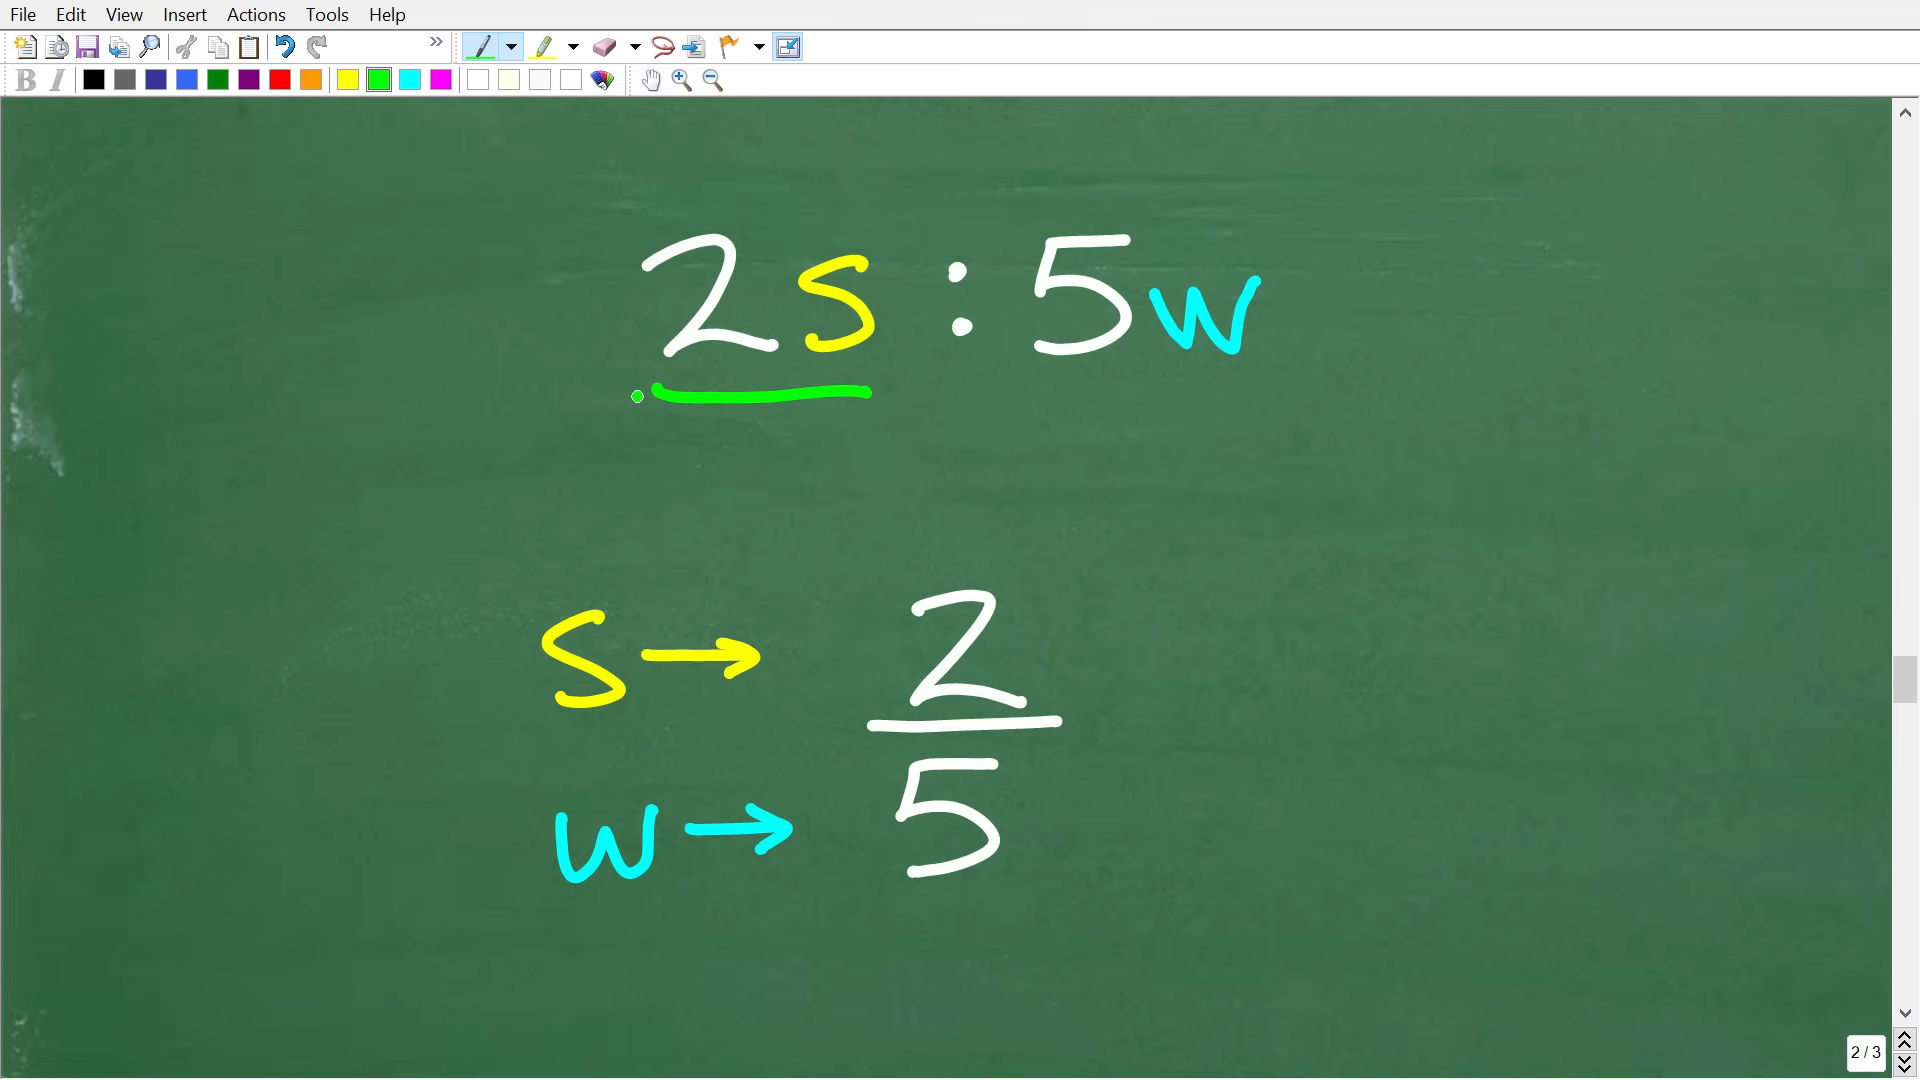 File Edit View Insert Actions Tools Help
B I
2s : 5w
s → 2
w → 5
2 / 3